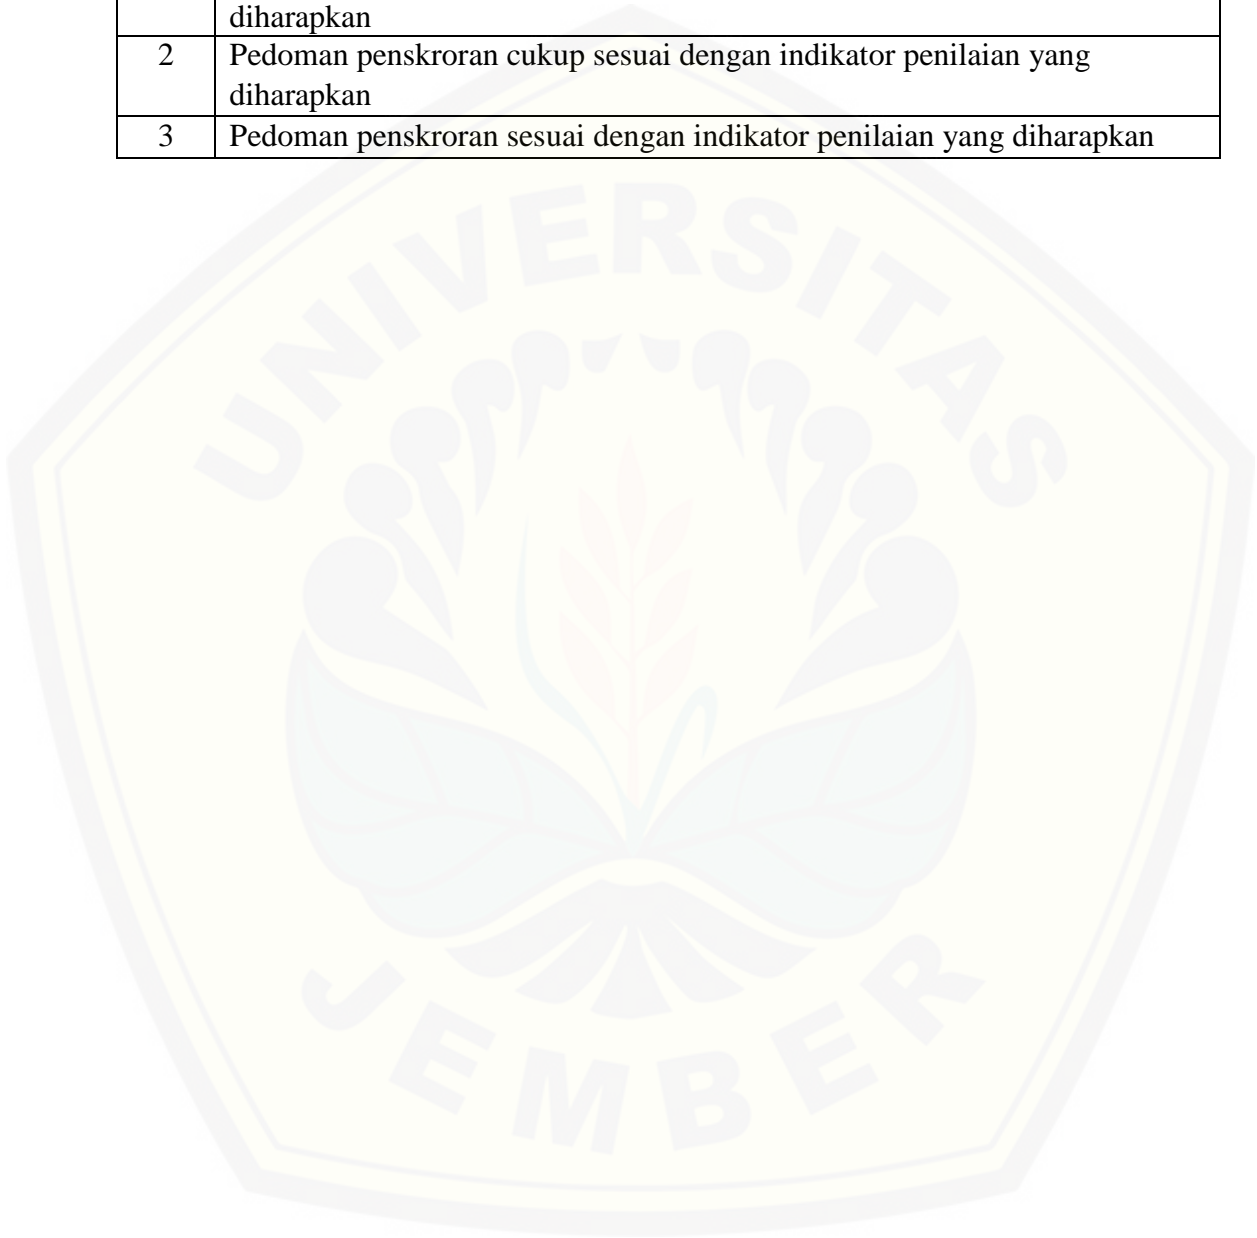 diharapkan
2 Pedoman penskroran cukup sesuai dengan indikator penilaian yang
diharapkan
3 Pedoman penskroran sesuai dengan indikator penilaian yang diharapkan
UNIVERSITAS
JEMBER